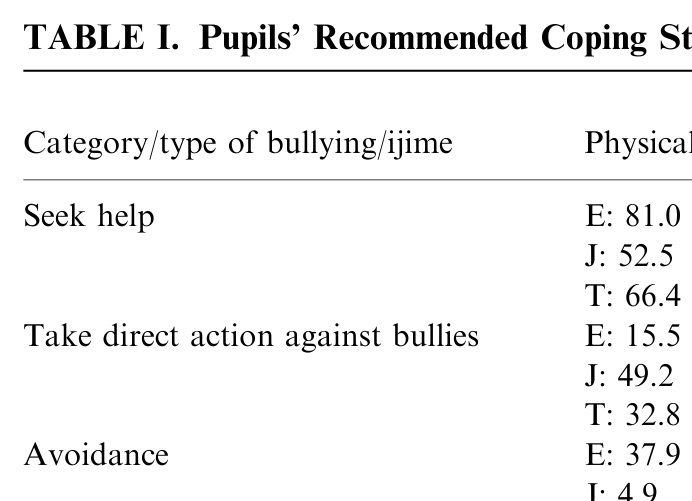 TABLE I. Pupils' Recommended Coping
Category/type of bullying/ijime Physical
Seek help E: 81.0
J: 52.5
T: 66.4
Take direct action against bullies E: 15.5
J: 49.2
T: 32.8
Avoidance E: 37.9
J: 4.9